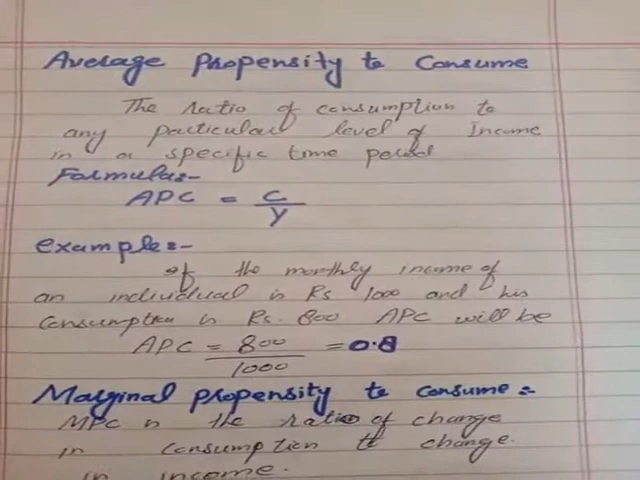 Average Propensity to Consume
The ratio of consumption to
any particular level of Income
in a specific time period
Formula:-
APC = C/Y
example:-
If the monthly income of
an individual is Rs 1000 and his
Consumption is Rs. 800 APC will be
APC = 800/1000 = 0.8
Marginal propensity to consume:-
MPC is the ratio of change
in consumption to change
in income.